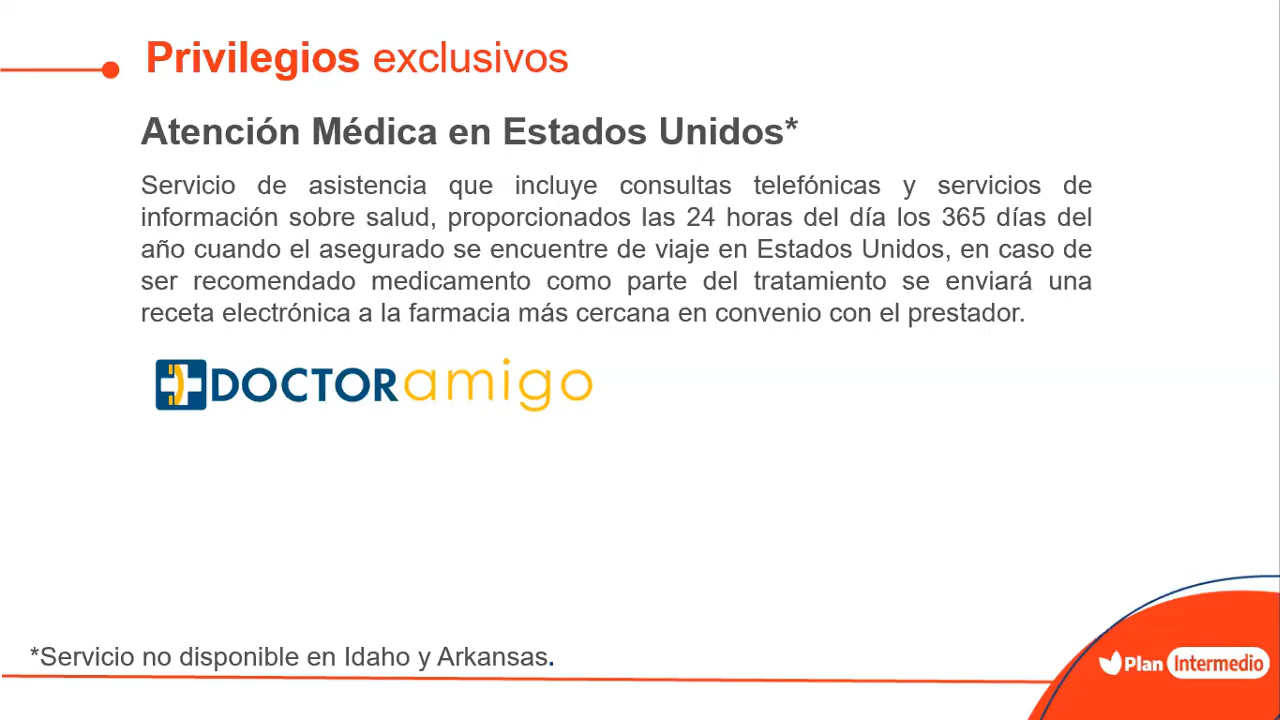 Privilegios exclusivos
Atención Médica en Estados Unidos*
Servicio de asistencia que incluye consultas telefónicas y servicios de
información sobre salud, proporcionados las 24 horas del día los 365 días del
año cuando el asegurado se encuentre de viaje en Estados Unidos, en caso de
ser recomendado medicamento como parte del tratamiento se enviará una
receta electrónica a la farmacia más cercana en convenio con el prestador.
DOCTORamigo
*Servicio no disponible en Idaho y Arkansas.
Plan Intermedio